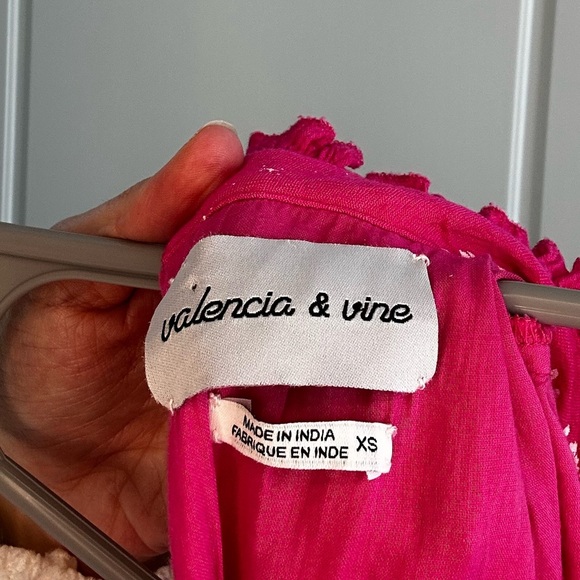 valencia & vine
MADE IN INDIA
FABRIQUE EN INDE XS